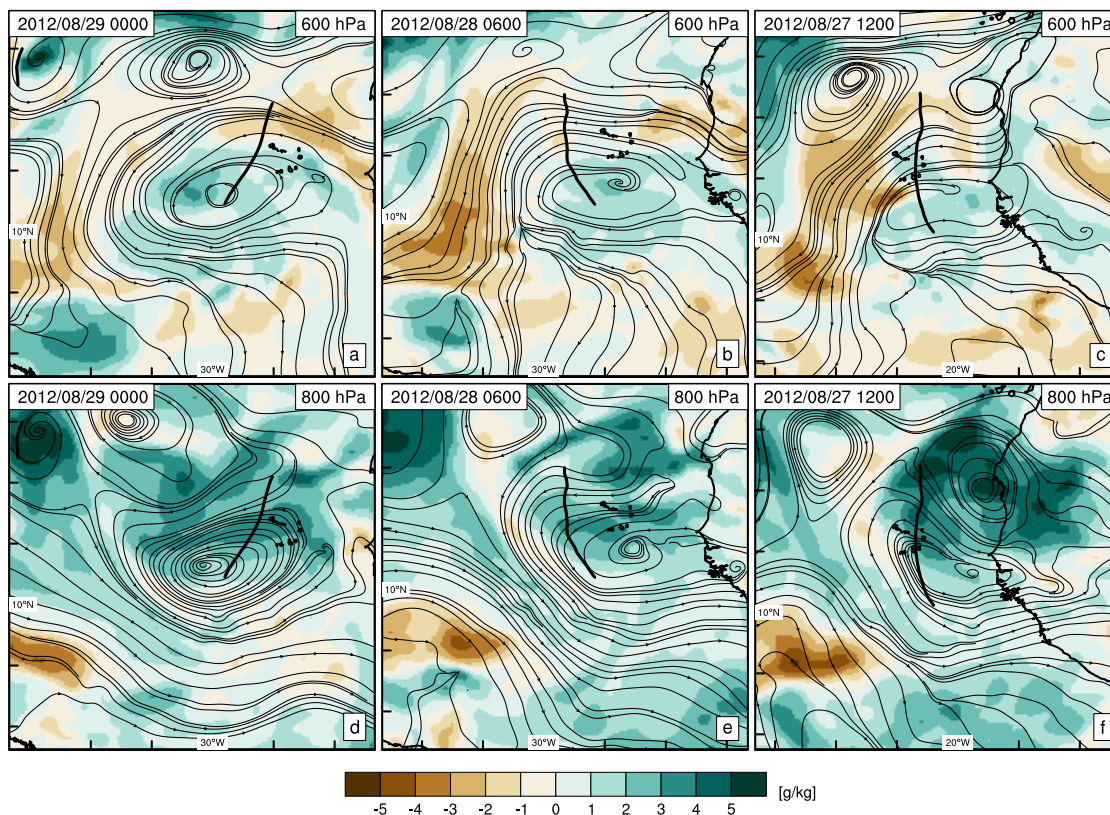 2012/08/29 0000 600 hPa
10°N
30°W
a
2012/08/28 0600 600 hPa
10°N
30°W
b
2012/08/27 1200 600 hPa
10°N
20°W
c
2012/08/29 0000 800 hPa
10°N
30°W
d
2012/08/28 0600 800 hPa
10°N
30°W
e
2012/08/27 1200 800 hPa
10°N
20°W
f
-5 -4 -3 -2 -1 0 1 2 3 4 5 [g/kg]